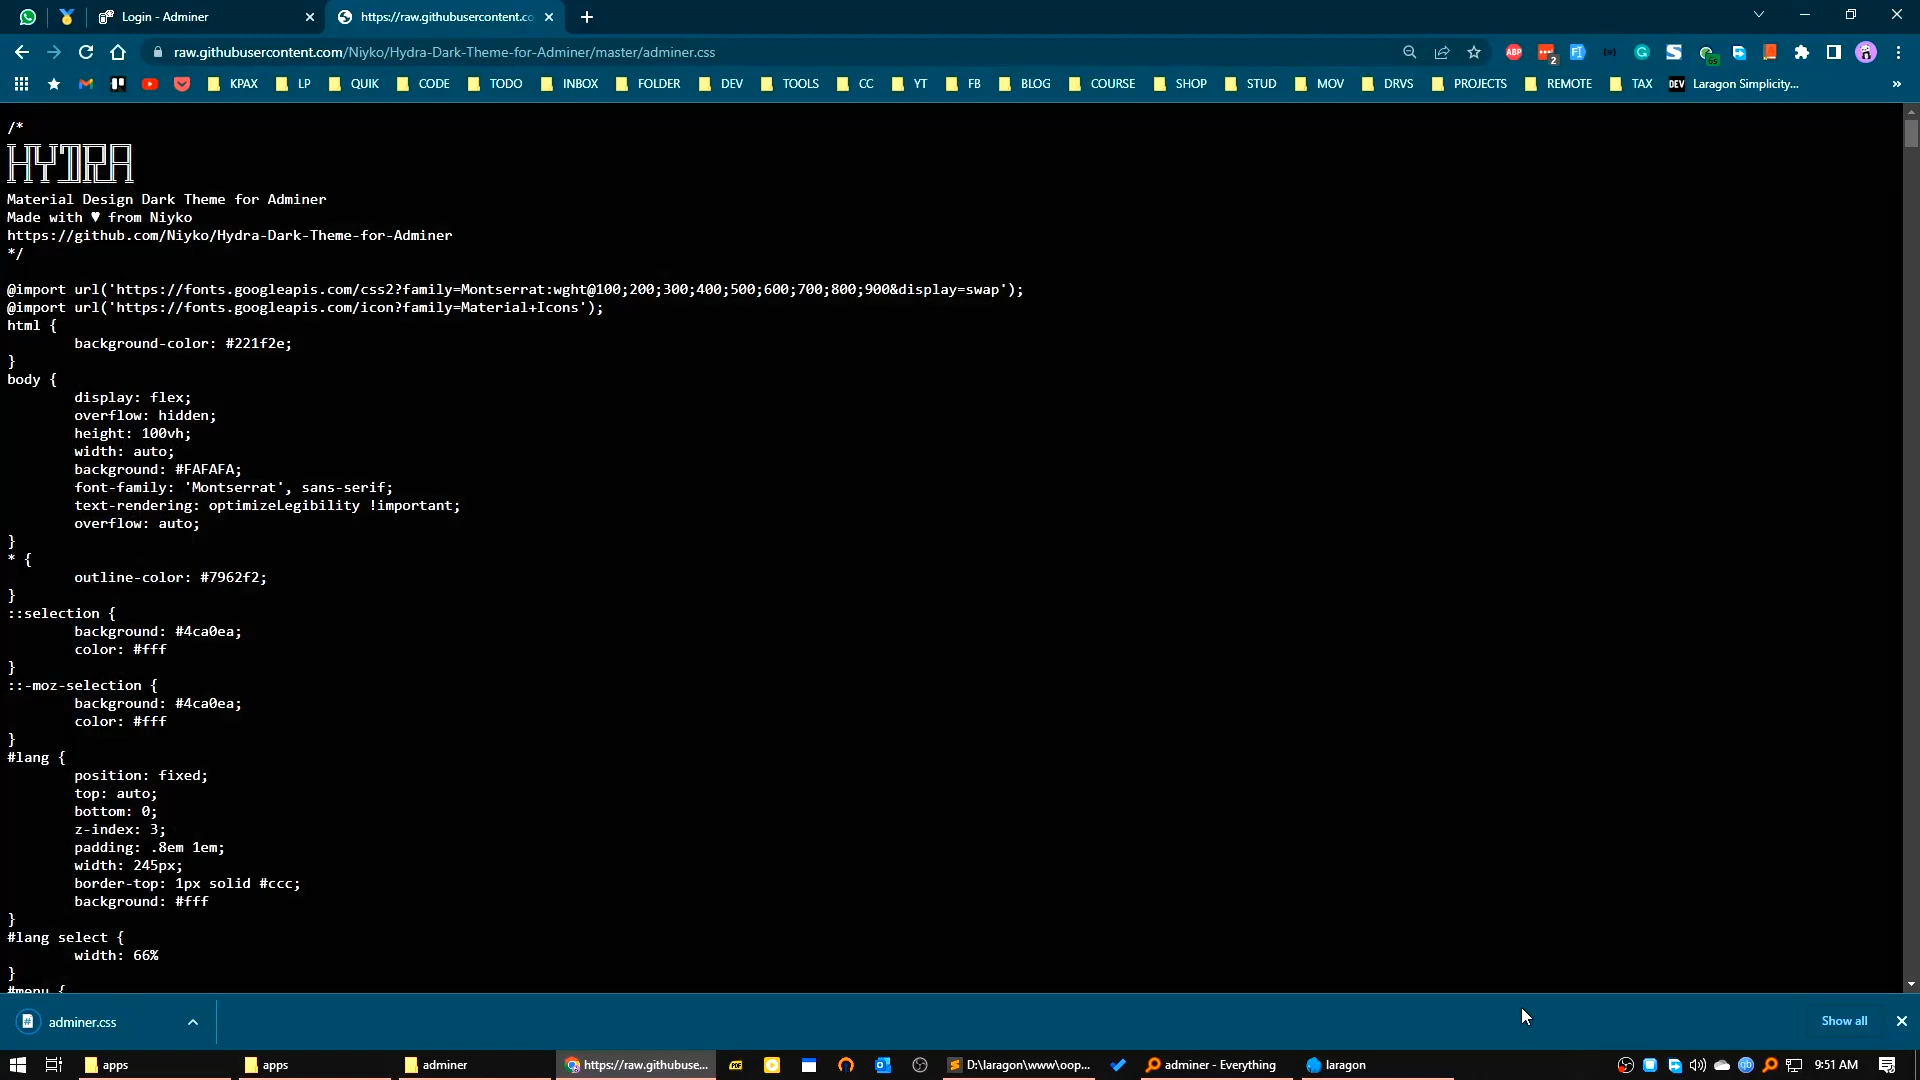 Login - Adminer
https://raw.githubusercontent.co
raw.githubusercontent.com/Niyko/Hydra-Dark-Theme-for-Adminer/master/adminer.css
KPAX
LP
QUIK
CODE
TODO
INBOX
FOLDER
DEV
TOOLS
CC
YT
FB
BLOG
COURSE
SHOP
STUD
MOV
DRVS
PROJECTS
REMOTE
TAX
DEV
Laragon Simplicity...
/*
HYDRA
Material Design Dark Theme for Adminer
Made with ♥ from Niyko
https://github.com/Niyko/Hydra-Dark-Theme-for-Adminer
*/
@import url('https://fonts.googleapis.com/css2?family=Montserrat:wght@100;200;300;400;500;600;700;800;900&display=swap');
@import url('https://fonts.googleapis.com/icon?family=Material+Icons');
html {
background-color: #221f2e;
}
body {
display: flex;
overflow: hidden;
height: 100vh;
width: auto;
background: #FAFAFA;
font-family: 'Montserrat', sans-serif;
text-rendering: optimizeLegibility !important;
overflow: auto;
}
* {
outline-color: #7962f2;
}
::selection {
background: #4ca0ea;
color: #fff
}
::-moz-selection {
background: #4ca0ea;
color: #fff
}
#lang {
position: fixed;
top: auto;
bottom: 0;
z-index: 3;
padding: .8em 1em;
width: 245px;
border-top: 1px solid #ccc;
background: #fff
}
#lang select {
width: 66%
}
#menu {
adminer.css
Show all
apps
apps
adminer
https://raw.githubuse...
D:\laragon\www\oop...
adminer - Everything
laragon
9:51 AM